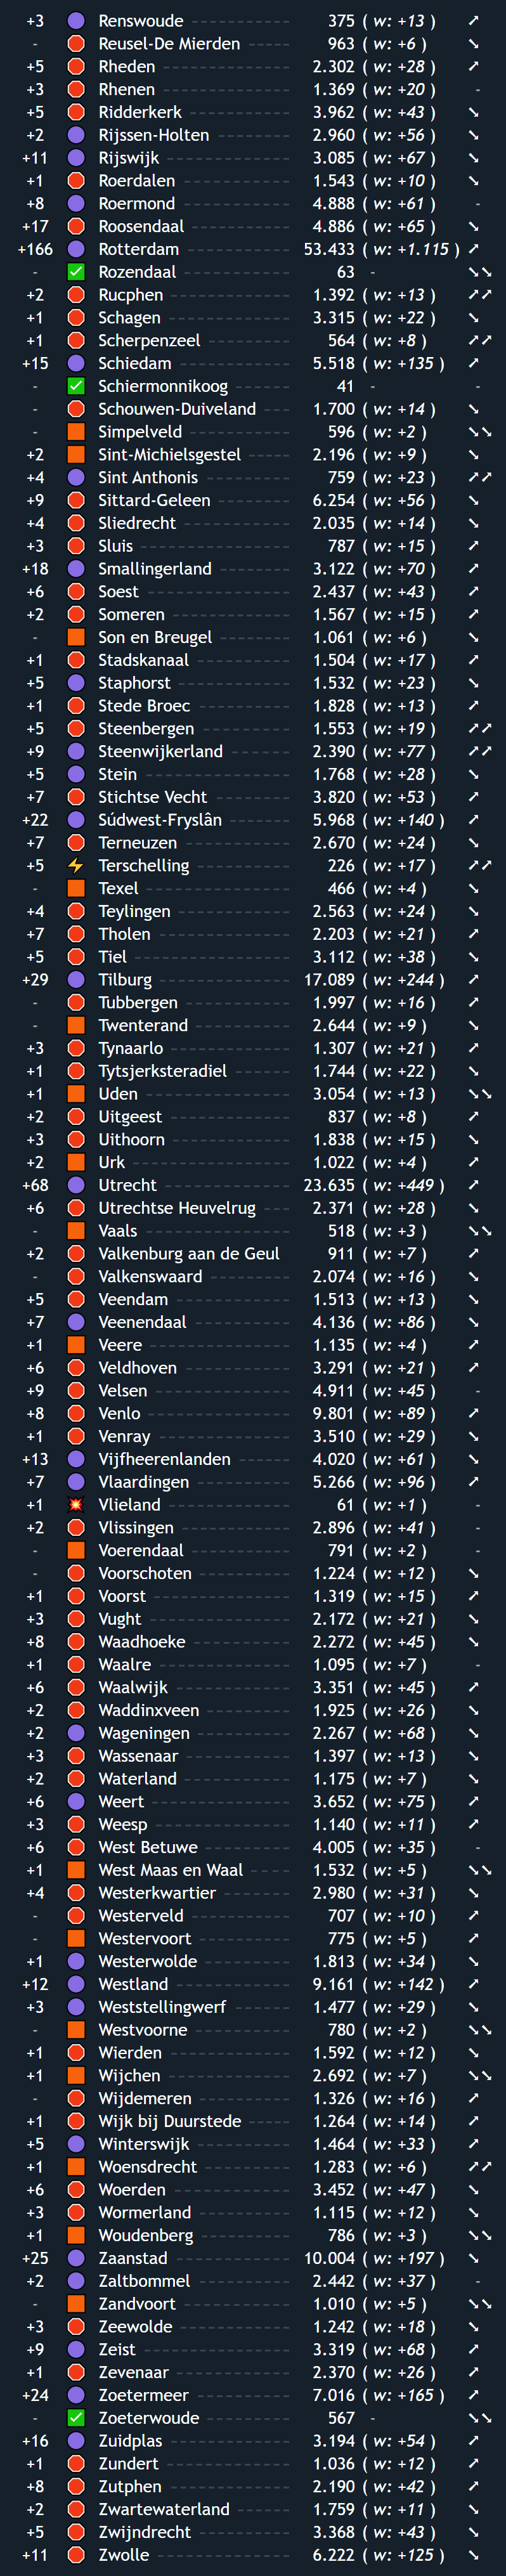 +3 Renswoude 375 ( w: +13 ) ➚
- Reusel-De Mierden 963 ( w: +6 ) ➘
+5 Rheden 2.302 ( w: +28 ) ➚
+3 Rhenen 1.369 ( w: +20 ) -
+5 Ridderkerk 3.962 ( w: +43 ) ➘
+2 Rijssen-Holten 2.960 ( w: +56 ) ➘
+11 Rijswijk 3.085 ( w: +67 ) ➘
+1 Roerdalen 1.543 ( w: +10 ) ➘
+8 Roermond 4.888 ( w: +61 ) -
+17 Roosendaal 4.886 ( w: +65 ) ➘
+166 Rotterdam 53.433 ( w: +1.115 ) ➚
- Rozendaal 63 - ➘➘
+2 Rucphen 1.392 ( w: +13 ) ➚➚
+1 Schagen 3.315 ( w: +22 ) ➘
+1 Scherpenzeel 564 ( w: +8 ) ➚➚
+15 Schiedam 5.518 ( w: +135 ) ➚
- Schiermonnikoog 41 - -
- Schouwen-Duiveland 1.700 ( w: +14 ) ➘
- Simpelveld 596 ( w: +2 ) ➘➘
+2 Sint-Michielsgestel 2.196 ( w: +9 ) ➘
+4 Sint Anthonis 759 ( w: +23 ) ➚➚
+9 Sittard-Geleen 6.254 ( w: +56 ) ➘
+4 Sliedrecht 2.035 ( w: +14 ) ➘
+3 Sluis 787 ( w: +15 ) ➚
+18 Smallingerland 3.122 ( w: +70 ) ➚
+6 Soest 2.437 ( w: +43 ) ➚
+2 Someren 1.567 ( w: +15 ) ➚
- Son en Breugel 1.061 ( w: +6 ) ➘
+1 Stadskanaal 1.504 ( w: +17 ) ➚
+5 Staphorst 1.532 ( w: +23 ) ➘
+1 Stede Broec 1.828 ( w: +13 ) ➚
+5 Steenbergen 1.553 ( w: +19 ) ➚➚
+9 Steenwijkerland 2.390 ( w: +77 ) ➚➚
+5 Stein 1.768 ( w: +28 ) ➘
+7 Stichtse Vecht 3.820 ( w: +53 ) ➚
+22 Súdwest-Fryslân 5.968 ( w: +140 ) ➚
+7 Terneuzen 2.670 ( w: +24 ) ➘
+5 Terschelling 226 ( w: +17 ) ➚➚
- Texel 466 ( w: +4 ) ➘
+4 Teylingen 2.563 ( w: +24 ) ➘
+7 Tholen 2.203 ( w: +21 ) ➚
+5 Tiel 3.112 ( w: +38 ) ➘
+29 Tilburg 17.089 ( w: +244 ) ➚
- Tubbergen 1.997 ( w: +16 ) ➚
- Twenterand 2.644 ( w: +9 ) ➘
+3 Tynaarlo 1.307 ( w: +21 ) ➚
+1 Tytsjerksteradiel 1.744 ( w: +22 ) ➘
+1 Uden 3.054 ( w: +13 ) ➘➘
+2 Uitgeest 837 ( w: +8 ) ➚
+3 Uithoorn 1.838 ( w: +15 ) ➘
+2 Urk 1.022 ( w: +4 ) ➚
+68 Utrecht 23.635 ( w: +449 ) ➚
+6 Utrechtse Heuvelrug 2.371 ( w: +28 ) ➘
- Vaals 518 ( w: +3 ) ➘➘
+2 Valkenburg aan de Geul 911 ( w: +7 ) ➚
- Valkenswaard 2.074 ( w: +16 ) ➘
+5 Veendam 1.513 ( w: +13 ) ➘
+7 Veenendaal 4.136 ( w: +86 ) ➘
+1 Veere 1.135 ( w: +4 ) ➚
+6 Veldhoven 3.291 ( w: +21 ) ➚
+9 Velsen 4.911 ( w: +45 ) -
+8 Venlo 9.801 ( w: +89 ) ➚
+1 Venray 3.510 ( w: +29 ) ➘
+13 Vijfheerenlanden 4.020 ( w: +61 ) ➘
+7 Vlaardingen 5.266 ( w: +96 ) ➚
+1 Vlieland 61 ( w: +1 ) -
+2 Vlissingen 2.896 ( w: +41 ) -
- Voerendaal 791 ( w: +2 ) -
- Voorschoten 1.224 ( w: +12 ) ➘
+1 Voorst 1.319 ( w: +15 ) ➚
+3 Vught 2.172 ( w: +21 ) ➘
+8 Waadhoeke 2.272 ( w: +45 ) ➘
+1 Waalre 1.095 ( w: +7 ) -
+6 Waalwijk 3.351 ( w: +45 ) ➚
+2 Waddinxveen 1.925 ( w: +26 ) ➘
+2 Wageningen 2.267 ( w: +68 ) ➘
+3 Wassenaar 1.397 ( w: +13 ) ➘
+2 Waterland 1.175 ( w: +7 ) ➘
+6 Weert 3.652 ( w: +75 ) ➚
+3 Weesp 1.140 ( w: +11 ) ➚
+6 West Betuwe 4.005 ( w: +35 ) -
+1 West Maas en Waal 1.532 ( w: +5 ) ➘➘
+4 Westerkwartier 2.980 ( w: +31 ) ➘
- Westerveld 707 ( w: +10 ) ➚
- Westervoort 775 ( w: +5 ) ➚
+1 Westerwolde 1.813 ( w: +34 ) ➘
+12 Westland 9.161 ( w: +142 ) ➚
+3 Weststellingwerf 1.477 ( w: +29 ) ➘
- Westvoorne 780 ( w: +2 ) ➘➘
+1 Wierden 1.592 ( w: +12 ) ➘
+1 Wijchen 2.692 ( w: +7 ) ➘➘
- Wijdemeren 1.326 ( w: +16 ) ➚
+1 Wijk bij Duurstede 1.264 ( w: +14 ) ➚
+5 Winterswijk 1.464 ( w: +33 ) ➚
+1 Woensdrecht 1.283 ( w: +6 ) ➚➚
+6 Woerden 3.452 ( w: +47 ) ➘
+3 Wormerland 1.115 ( w: +12 ) ➘
+1 Woudenberg 786 ( w: +3 ) ➘➘
+25 Zaanstad 10.004 ( w: +197 ) ➘
+2 Zaltbommel 2.442 ( w: +37 ) -
- Zandvoort 1.010 ( w: +5 ) ➘➘
+3 Zeewolde 1.242 ( w: +18 ) ➘
+9 Zeist 3.319 ( w: +68 ) ➚
+1 Zevenaar 2.370 ( w: +26 ) ➚
+24 Zoetermeer 7.016 ( w: +165 ) ➚
- Zoeterwoude 567 - ➘➘
+16 Zuidplas 3.194 ( w: +54 ) ➚
+1 Zundert 1.036 ( w: +12 ) ➚
+8 Zutphen 2.190 ( w: +42 ) ➚
+2 Zwartewaterland 1.759 ( w: +11 ) ➘
+5 Zwijndrecht 3.368 ( w: +43 ) ➘
+11 Zwolle 6.222 ( w: +125 ) ➘